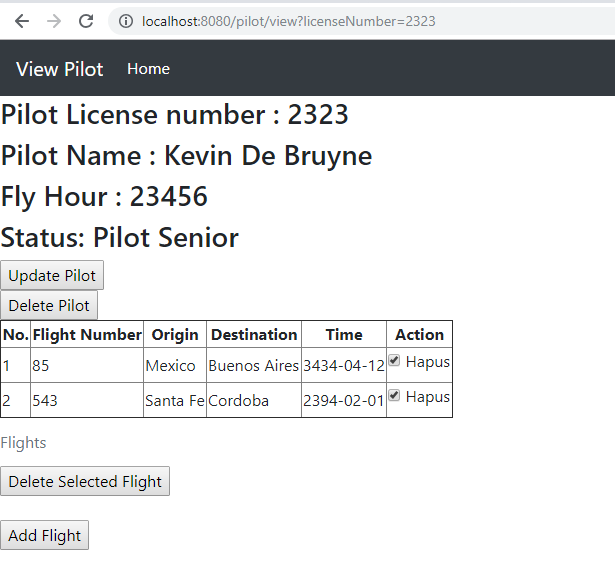 localhost:8080/pilot/view?licenseNumber=2323
View Pilot Home
Pilot License number : 2323
Pilot Name : Kevin De Bruyne
Fly Hour : 23456
Status: Pilot Senior
Update Pilot
Delete Pilot
No. Flight Number Origin Destination Time Action
1 85 Mexico Buenos Aires 3434-04-12 Hapus
2 543 Santa Fe Cordoba 2394-02-01 Hapus
Flights
Delete Selected Flight
Add Flight